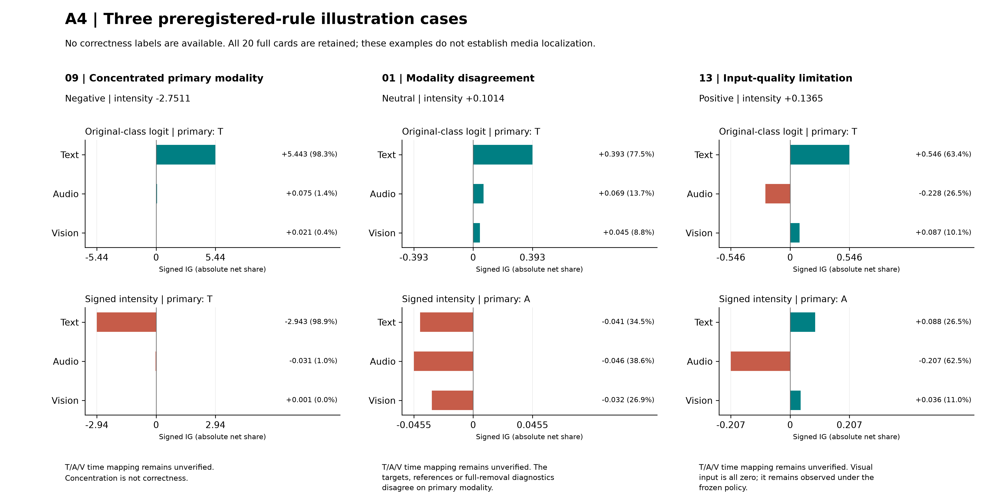 A4 | Three preregistered-rule illustration cases
No correctness labels are available. All 20 full cards are retained; these examples do not establish media localization.
09 | Concentrated primary modality
Negative | intensity -2.7511
Original-class logit | primary: T
Text +5.443 (98.3%)
Audio +0.075 (1.4%)
Vision +0.021 (0.4%)
-5.44 0 5.44
Signed IG (absolute net share)
Signed intensity | primary: T
Text -2.943 (98.9%)
Audio -0.031 (1.0%)
Vision +0.001 (0.0%)
-2.94 0 2.94
Signed IG (absolute net share)
T/A/V time mapping remains unverified.
Concentration is not correctness.
01 | Modality disagreement
Neutral | intensity +0.1014
Original-class logit | primary: T
Text +0.393 (77.5%)
Audio +0.069 (13.7%)
Vision +0.045 (8.8%)
-0.393 0 0.393
Signed IG (absolute net share)
Signed intensity | primary: A
Text -0.041 (34.5%)
Audio -0.046 (38.6%)
Vision -0.032 (26.9%)
-0.0455 0 0.0455
Signed IG (absolute net share)
T/A/V time mapping remains unverified. The
targets, references or full-removal diagnostics
disagree on primary modality.
13 | Input-quality limitation
Positive | intensity +0.1365
Original-class logit | primary: T
Text +0.546 (63.4%)
Audio -0.228 (26.5%)
Vision +0.087 (10.1%)
-0.546 0 0.546
Signed IG (absolute net share)
Signed intensity | primary: A
Text +0.088 (26.5%)
Audio -0.207 (62.5%)
Vision +0.036 (11.0%)
-0.207 0 0.207
Signed IG (absolute net share)
T/A/V time mapping remains unverified. Visual
input is all zero; it remains observed under the
frozen policy.